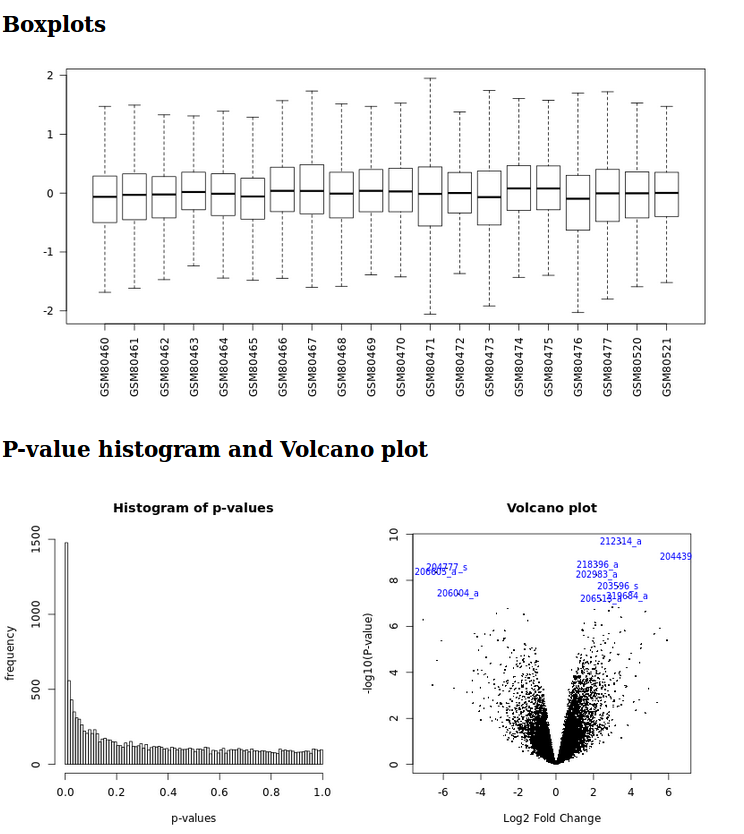 Boxplots
2
1
0
-1
-2
GSM80460
GSM80461
GSM80462
GSM80463
GSM80464
GSM80465
GSM80466
GSM80467
GSM80468
GSM80469
GSM80470
GSM80471
GSM80472
GSM80473
GSM80474
GSM80475
GSM80476
GSM80477
GSM80520
GSM80521
P-value histogram and Volcano plot
Histogram of p-values
frequency
1500
1000
500
0
0.0 0.2 0.4 0.6 0.8 1.0
p-values
Volcano plot
-log10(P-value)
10
8
6
4
2
0
212314_a
204439
218396_a
204777_s
202983_a
203596_s
206004_a
-6 -4 -2 0 2 4 6
Log2 Fold Change